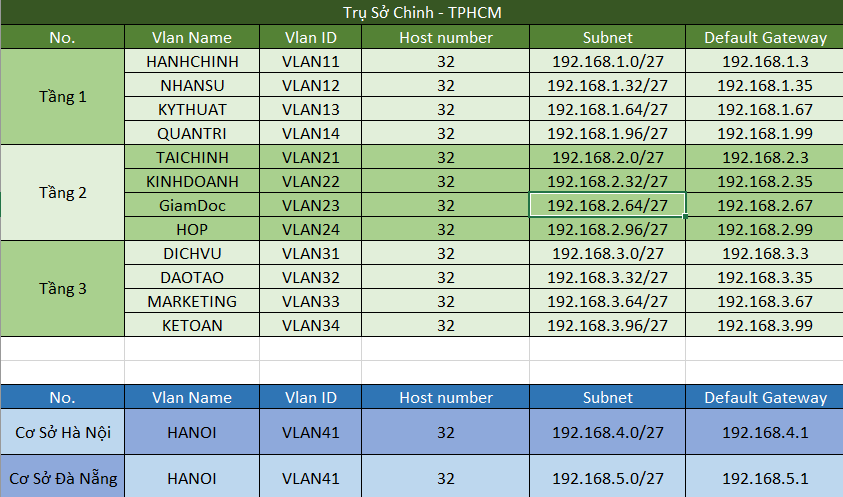 Trụ Sở Chinh - TPHCM
No. Vlan Name Vlan ID Host number Subnet Default Gateway
Tầng 1
HANHCHINH VLAN11 32 192.168.1.0/27 192.168.1.3
NHANSU VLAN12 32 192.168.1.32/27 192.168.1.35
KYTHUAT VLAN13 32 192.168.1.64/27 192.168.1.67
QUANTRI VLAN14 32 192.168.1.96/27 192.168.1.99
Tầng 2
TAICHINH VLAN21 32 192.168.2.0/27 192.168.2.3
KINHDOANH VLAN22 32 192.168.2.32/27 192.168.2.35
GiamDoc VLAN23 32 192.168.2.64/27 192.168.2.67
HOP VLAN24 32 192.168.2.96/27 192.168.2.99
Tầng 3
DICHVU VLAN31 32 192.168.3.0/27 192.168.3.3
DAOTAO VLAN32 32 192.168.3.32/27 192.168.3.35
MARKETING VLAN33 32 192.168.3.64/27 192.168.3.67
KETOAN VLAN34 32 192.168.3.96/27 192.168.3.99
No. Vlan Name Vlan ID Host number Subnet Default Gateway
Cơ Sở Hà Nội HANOI VLAN41 32 192.168.4.0/27 192.168.4.1
Cơ Sở Đà Nẵng HANOI VLAN41 32 192.168.5.0/27 192.168.5.1